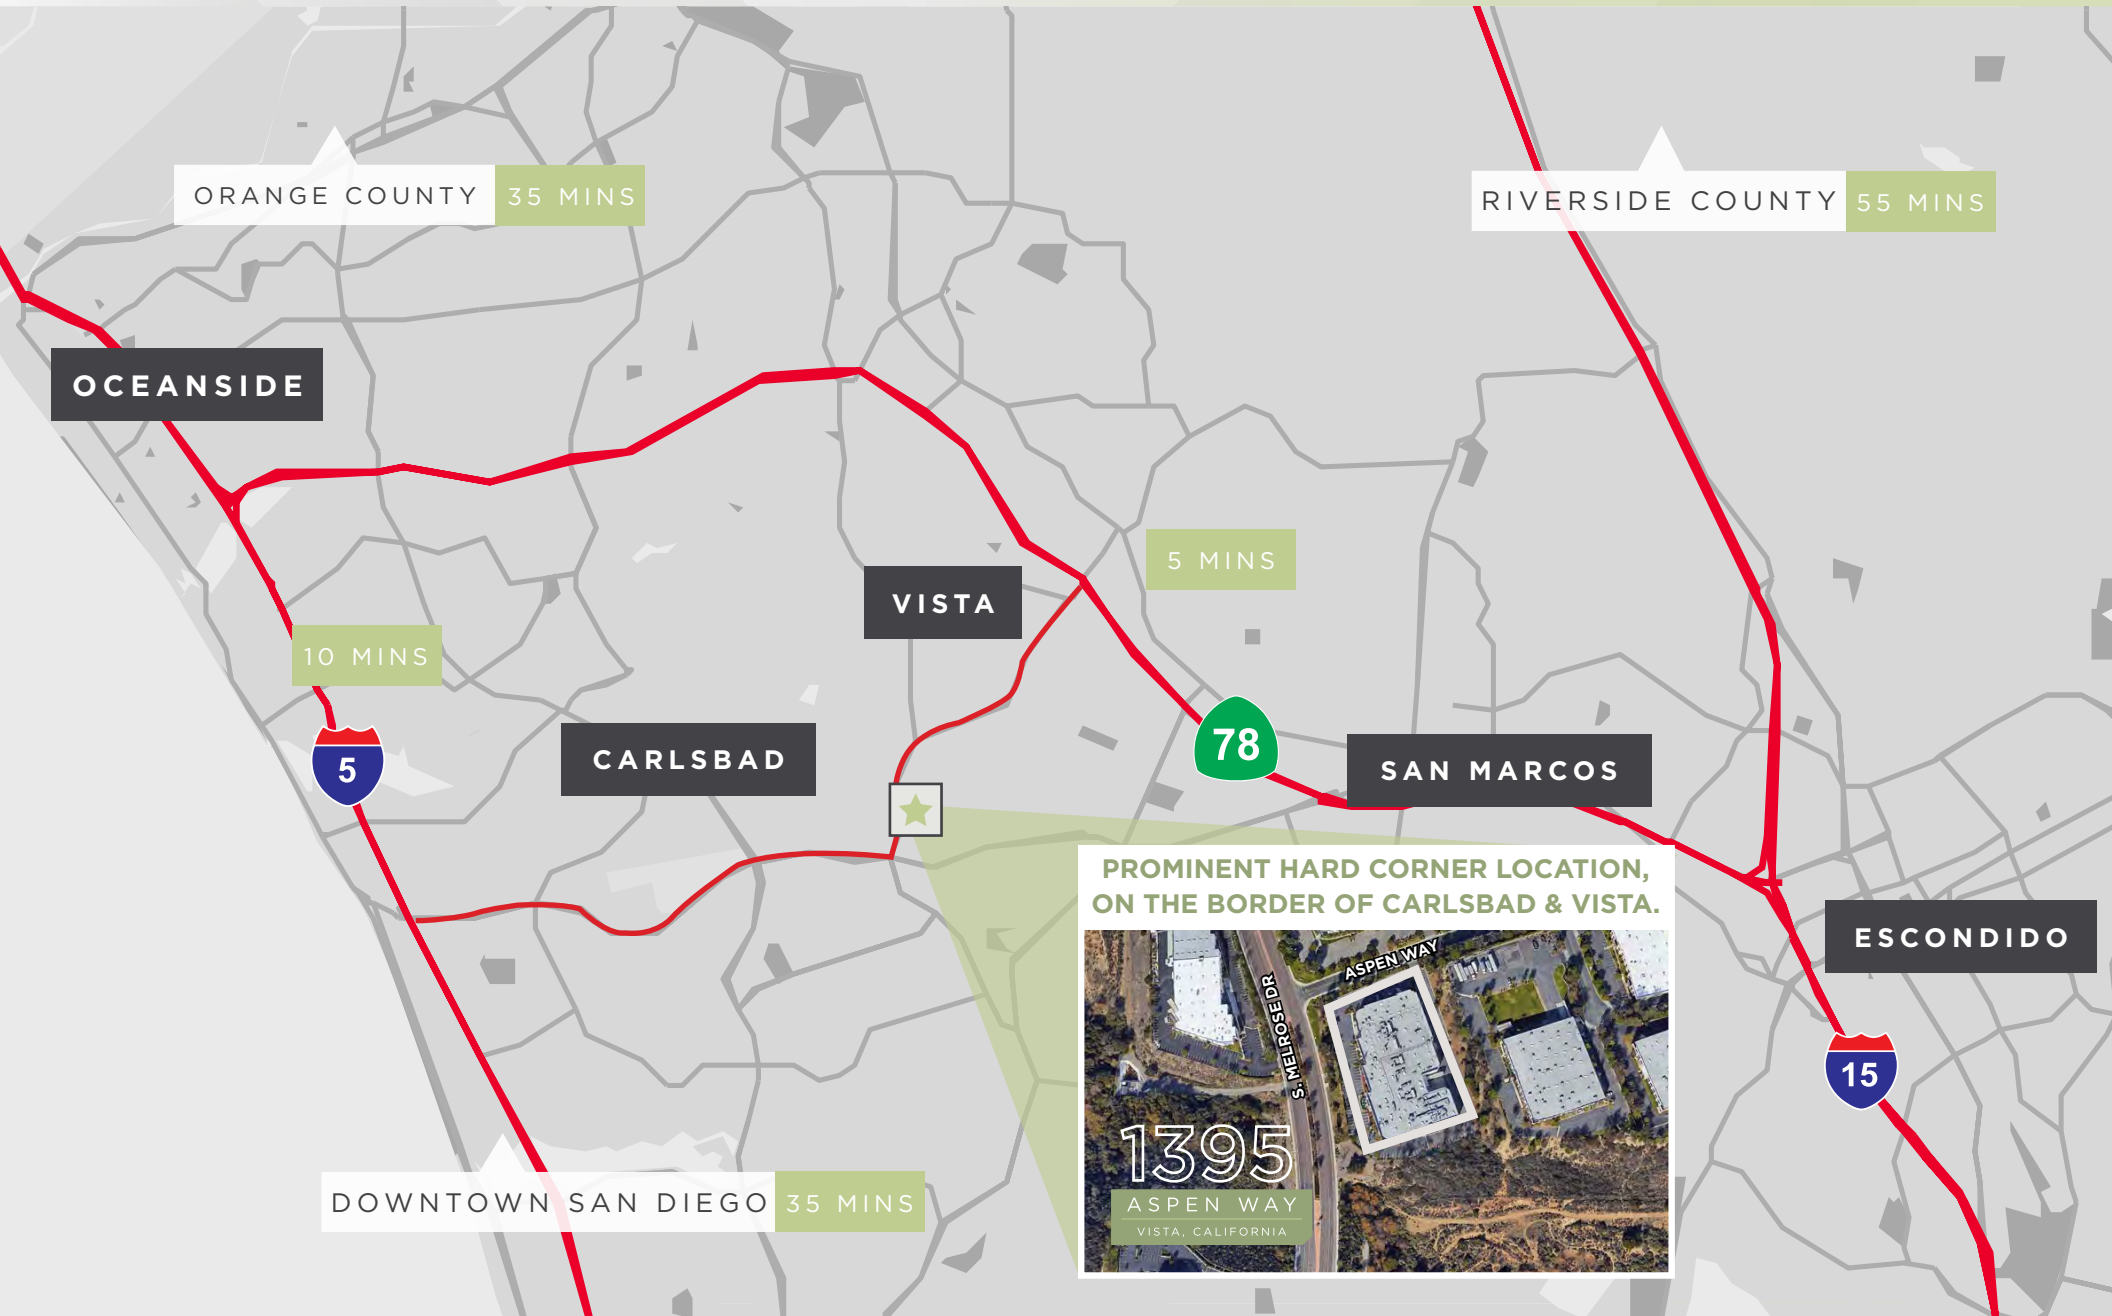 ORANGE COUNTY 35 MINS
RIVERSIDE COUNTY 55 MINS
OCEANSIDE
5 MINS
VISTA
10 MINS
5
CARLSBAD
78
SAN MARCOS
PROMINENT HARD CORNER LOCATION,
ON THE BORDER OF CARLSBAD & VISTA.
ESCONDIDO
ASPEN WAY
S. MELROSE DR
15
1395
ASPEN WAY
VISTA, CALIFORNIA
DOWNTOWN SAN DIEGO 35 MINS